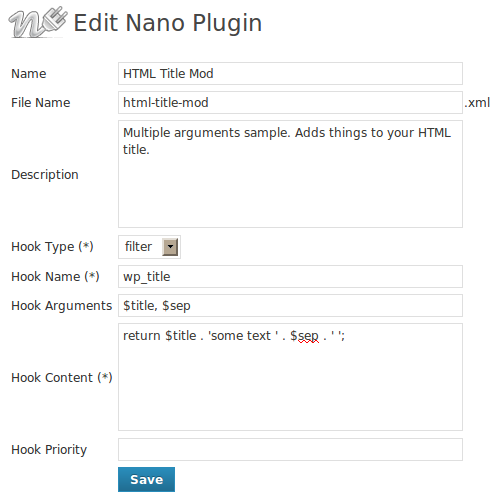 Edit Nano Plugin
Name HTML Title Mod
File Name html-title-mod .xml
Multiple arguments sample. Adds things to your HTML
title.
Description
Hook Type (*) filter
Hook Name (*) wp_title
Hook Arguments $title, $sep
return $title . 'some text ' . $sep . ' ';
Hook Content (*)
Hook Priority
Save